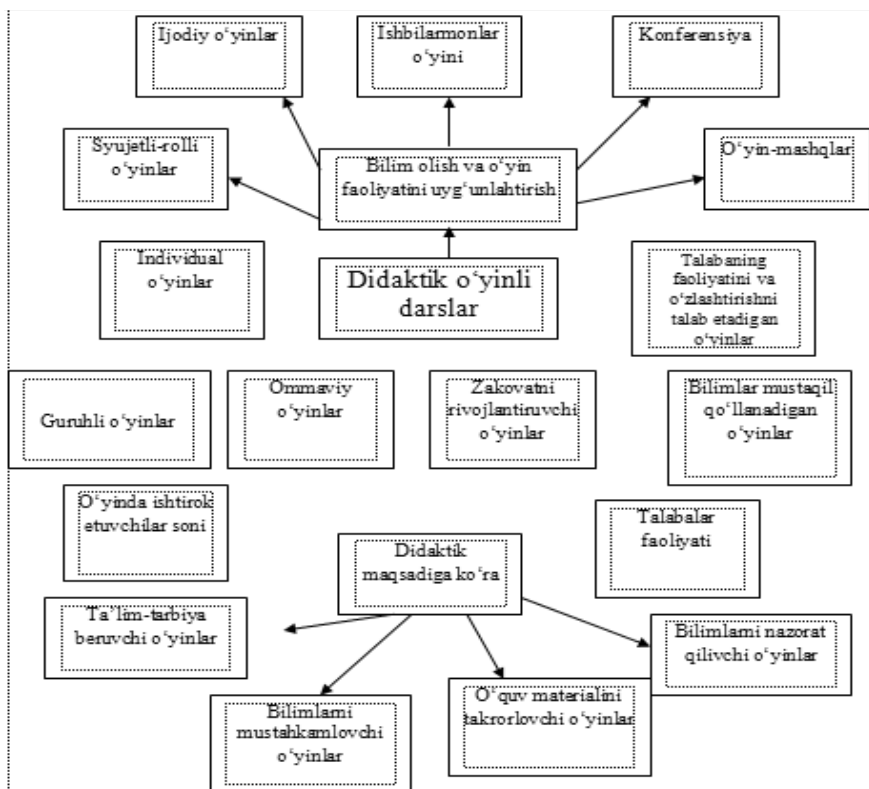 Ijodiy o‘yinlar
Ishbilarmonlar
o‘yini
Konferensiya
Syujetli-rolli
o‘yinlar
Bilim olish va o‘yin
faoliyatini uyg‘unlahtirish
O‘yin-mashqlar
Individual
o‘yinlar
Didaktik o‘yinli
darslar
Talabaning
faoliyatini va
o‘zlashtirishni
talab etadigan
o‘yinlar
Guruhli o‘yinlar
Ommaviy
o‘yinlar
Zakovatni
rivojlantiruvchi
o‘yinlar
Bilimlar mustaqil
qo‘llanadigan
o‘yinlar
O‘yinda ishtirok
etuvchilar soni
Didaktik
maqsadiga ko‘ra
Talabalar
faoliyati
Ta’lim-tarbiya
beruvchi o‘yinlar
Bilimlarni nazorat
qilivchi o‘yinlar
Bilimlarni
mustahkamlovchi
o‘yinlar
O‘quv materialini
takrorlovchi o‘yinlar